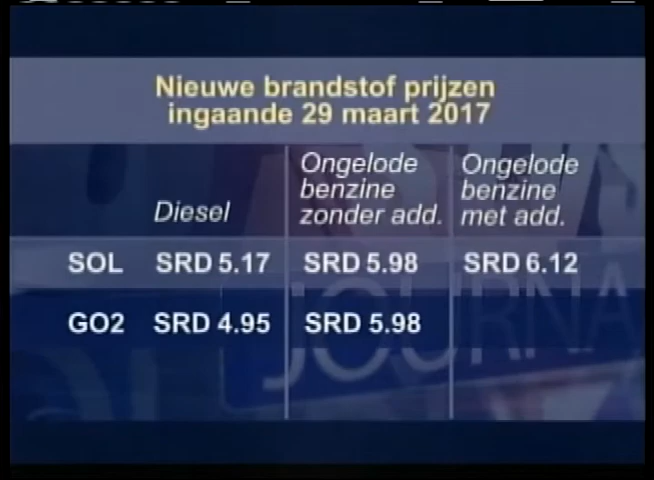 Nieuwe brandstof prijzen
ingaande 29 maart 2017
Diesel
Ongelode
benzine
zonder add.
Ongelode
benzine
met add.
SOL SRD 5.17 SRD 5.98 SRD 6.12
GO2 SRD 4.95 SRD 5.98
JOURNA